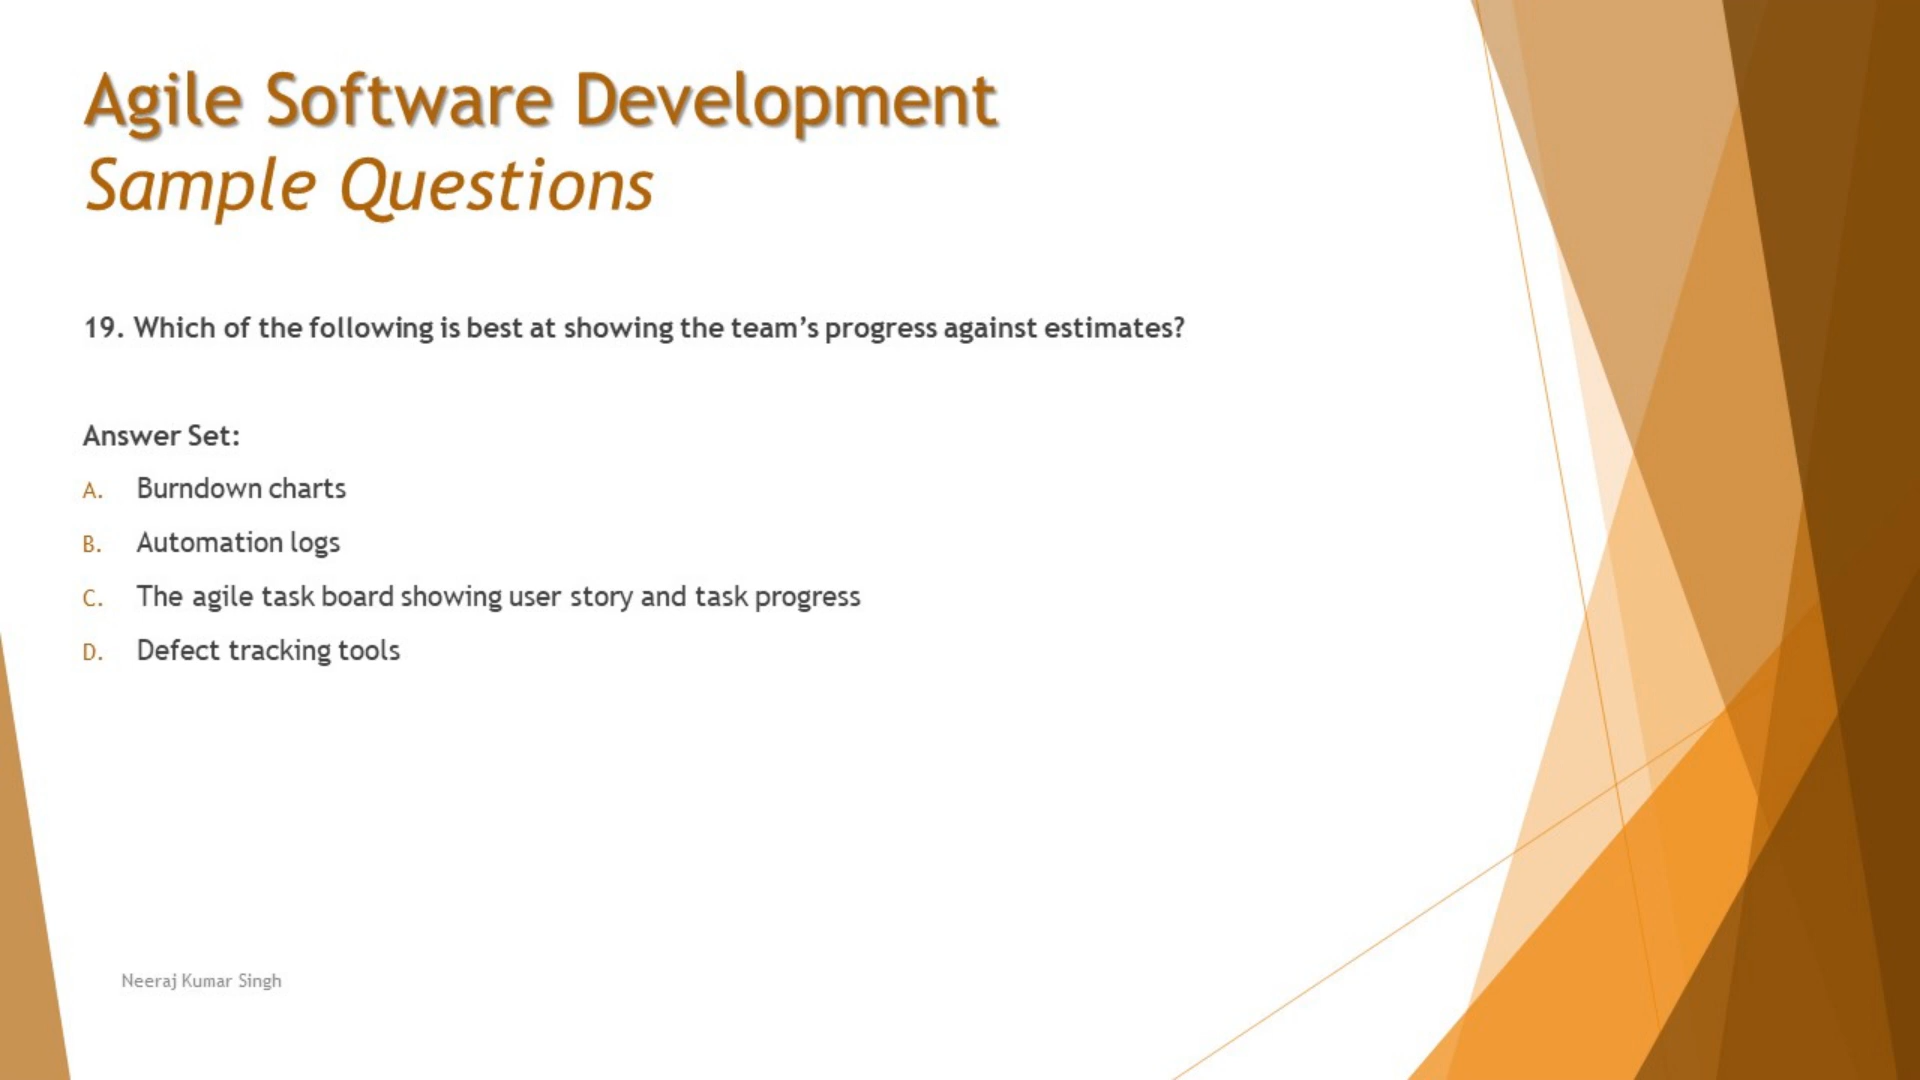 Agile Software Development
Sample Questions
19. Which of the following is best at showing the team’s progress against estimates?
Answer Set:
A. Burndown charts
B. Automation logs
C. The agile task board showing user story and task progress
D. Defect tracking tools
Neeraj Kumar Singh